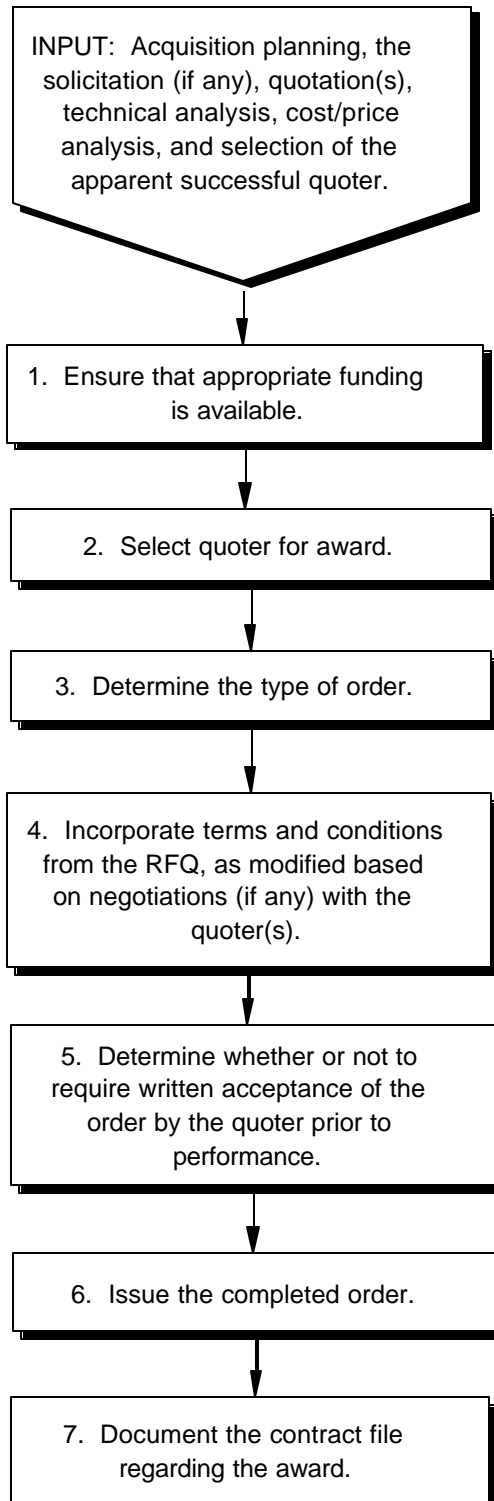 INPUT:  Acquisition planning, the
solicitation (if any), quotation(s),
technical analysis, cost/price
analysis, and selection of the
apparent successful quoter.
1.  Ensure that appropriate funding
is available.
2.  Select quoter for award.
3.  Determine the type of order.
4.  Incorporate terms and conditions
from the RFQ, as modified based
on negotiations (if any) with the
quoter(s).
5.  Determine whether or not to
require written acceptance of the
order by the quoter prior to
performance.
6.  Issue the completed order.
7.  Document the contract file
regarding the award.